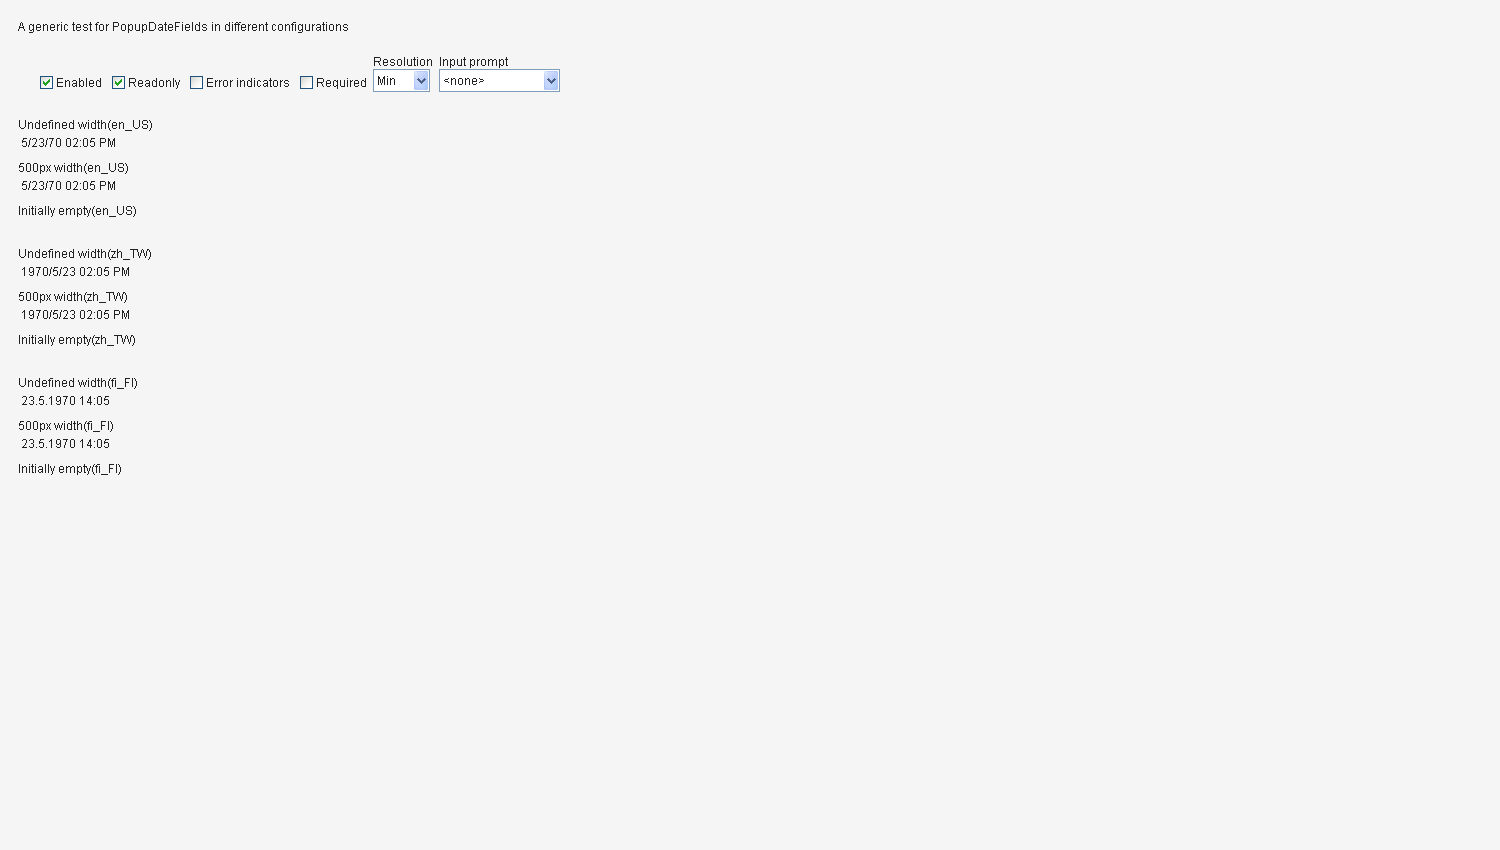 A generic test for PopupDateFields in different configurations
Resolution Input prompt
Enabled Readonly Error indicators Required Min <none>
Undefined width(en_US)
5/23/70 02:05 PM
500px width(en_US)
5/23/70 02:05 PM
Initially empty(en_US)
Undefined width(zh_TW)
1970/5/23 02:05 PM
500px width(zh_TW)
1970/5/23 02:05 PM
Initially empty(zh_TW)
Undefined width(fi_FI)
23.5.1970 14:05
500px width(fi_FI)
23.5.1970 14:05
Initially empty(fi_FI)